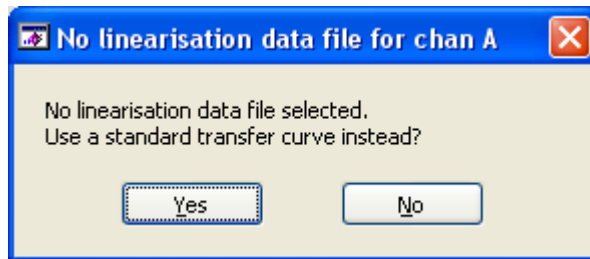 No linearisation data file for chan A
No linearisation data file selected.
Use a standard transfer curve instead?
Yes
No